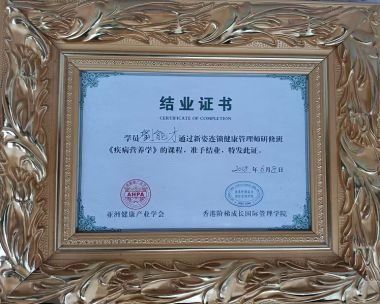 结业证书
CERTIFICATE OF COMPLETION
学员 通过新姿连锁健康管理师研修班
《疾病营养学》的课程，准予结业，特发此证。
AHPA
亚洲健康产业学会 香港阶梯成长国际管理学院